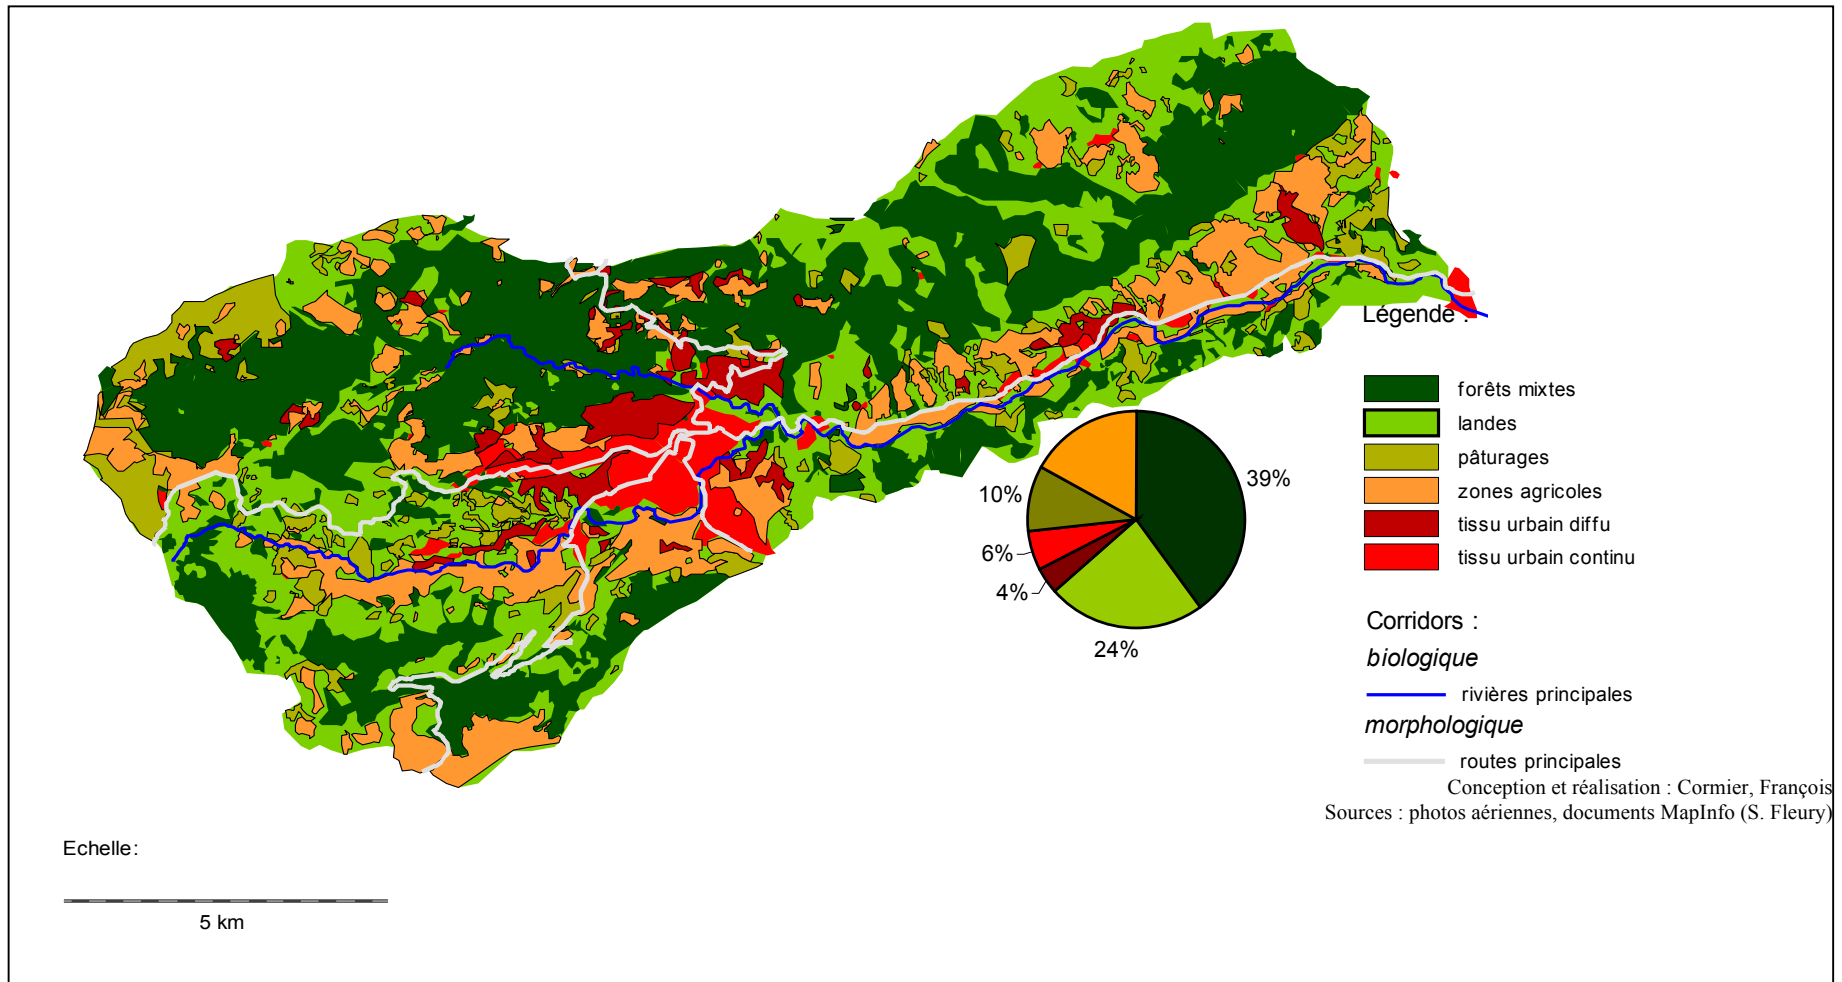 Légende :
forêts mixtes
landes
pâturages
zones agricoles
tissu urbain diffu
tissu urbain continu
39%
10%
6%
4%
24%
Corridors :
biologique
rivières principales
morphologique
routes principales
Conception et réalisation : Cormier, François
Sources : photos aériennes, documents MapInfo (S. Fleury)
Echelle:
5 km